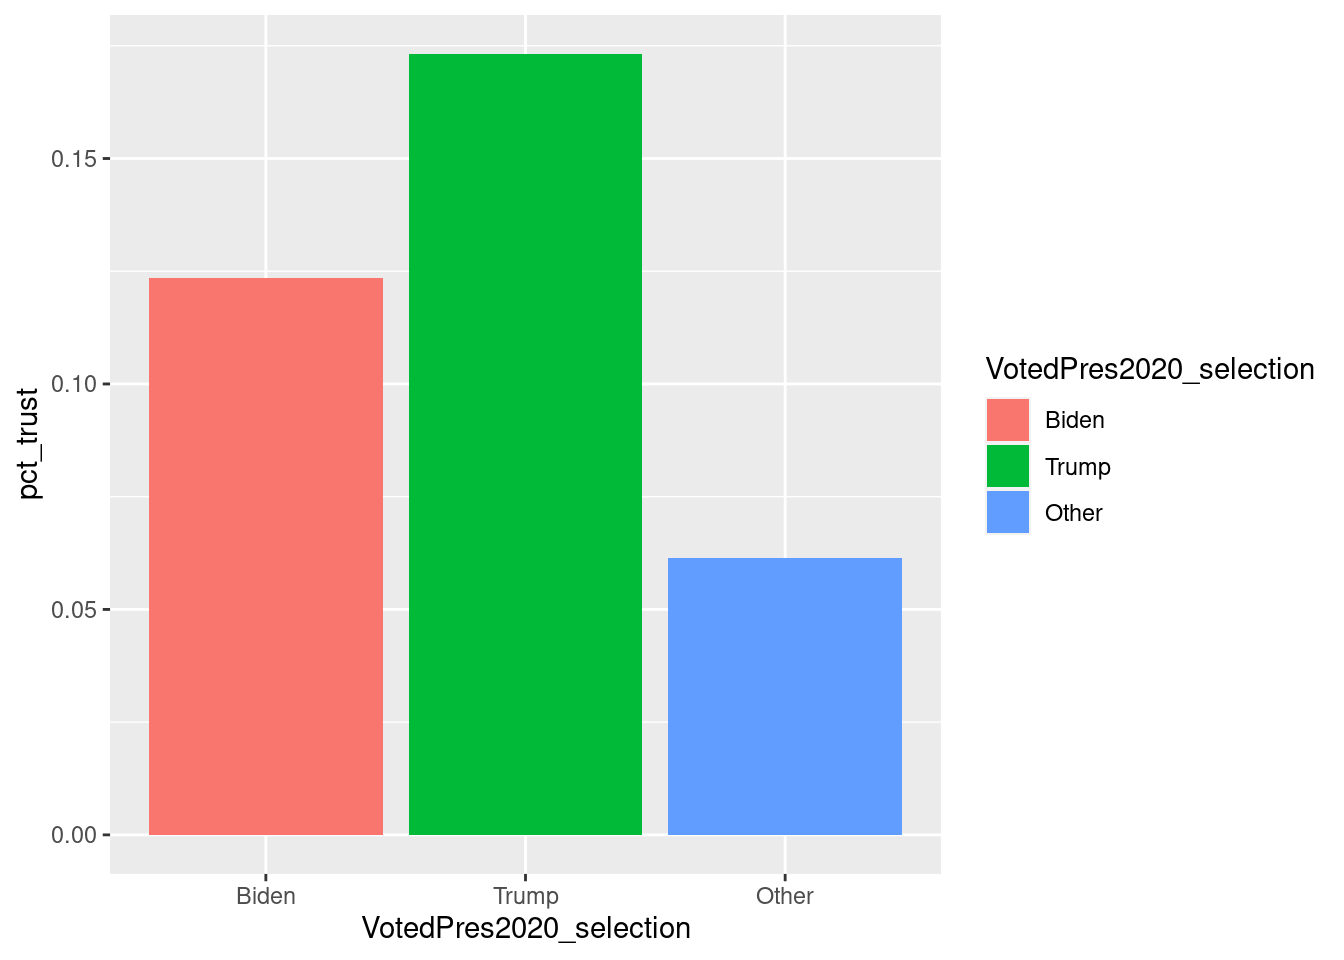 pct_trust
0.15
0.10
0.05
0.00
Biden
Trump
Other
VotedPres2020_selection
VotedPres2020_selection
Biden
Trump
Other